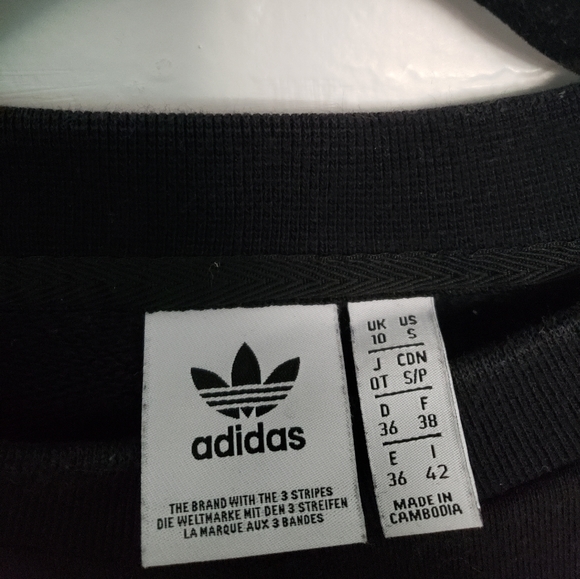 adidas
THE BRAND WITH THE 3 STRIPES
DIE WELTMARKE MIT DEN 3 STREIFEN
LA MARQUE AUX 3 BANDES
UK US
10 S
J CDN
OT S/P
D F
36 38
E I
36 42
MADE IN
CAMBODIA